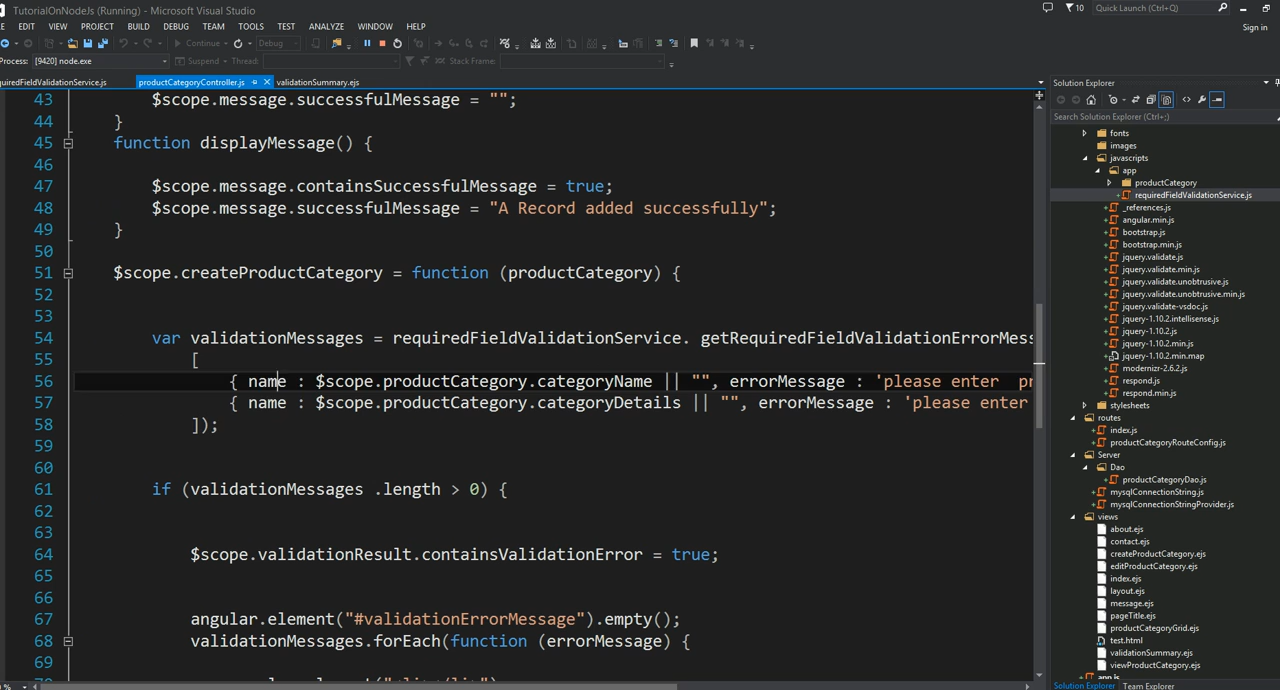 TutorialOnNodeJs (Running) - Microsoft Visual Studio
10
Quick Launch (Ctrl+Q)
EDIT VIEW PROJECT BUILD DEBUG TEAM TOOLS TEST ANALYZE WINDOW HELP
Sign in
Continue Debug
Process: [9420] node.exe Suspend Thread: Stack Frame:
quiredFieldValidationService.js productCategoryController.js validationSummary.ejs
43 $scope.message.successfulMessage = "";
44 }
45 function displayMessage() {
46
47 $scope.message.containsSuccessfulMessage = true;
48 $scope.message.successfulMessage = "A Record added successfully";
49 }
50
51 $scope.createProductCategory = function (productCategory) {
52
53
54 var validationMessages = requiredFieldValidationService. getRequiredFieldValidationErrorMess
55 [
56 { name : $scope.productCategory.categoryName || "", errorMessage : 'please enter pr
57 { name : $scope.productCategory.categoryDetails || "", errorMessage : 'please enter
58 ]);
59
60
61 if (validationMessages .length > 0) {
62
63
64 $scope.validationResult.containsValidationError = true;
65
66
67 angular.element("#validationErrorMessage").empty();
68 validationMessages.forEach(function (errorMessage) {
69
Solution Explorer
Search Solution Explorer (Ctrl+;)
fonts
images
javascripts
app
productCategory
requiredFieldValidationService.js
_references.js
angular.min.js
bootstrap.js
bootstrap.min.js
jquery.validate.js
jquery.validate.min.js
jquery.validate.unobtrusive.js
jquery.validate.unobtrusive.min.js
jquery.validate-vsdoc.js
jquery-1.10.2.intellisense.js
jquery-1.10.2.js
jquery-1.10.2.min.js
jquery-1.10.2.min.map
modernizr-2.6.2.js
respond.js
respond.min.js
stylesheets
routes
index.js
productCategoryRouteConfig.js
Server
Dao
productCategoryDao.js
mysqlConnectionString.js
mysqlConnectionStringProvider.js
views
about.ejs
contact.ejs
createProductCategory.ejs
editProductCategory.ejs
index.ejs
layout.ejs
message.ejs
pageTitle.ejs
productCategoryGrid.ejs
test.html
validationSummary.ejs
viewProductCategory.ejs
app.js
Solution Explorer Team Explorer